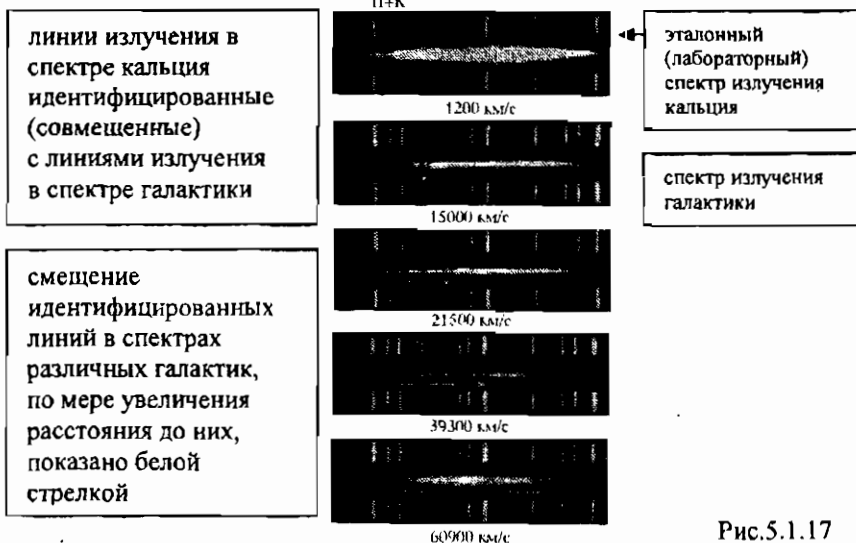 линии излучения в
спектре кальция
идентифицированные
(совмещенные)
с линиями излучения
в спектре галактики
смещение
идентифицированных
линий в спектрах
различных галактик,
по мере увеличения
расстояния до них,
показано белой
стрелкой
H+K
1200 км/с
15000 км/с
21500 км/с
39300 км/с
60900 км/с
эталонный
(лабораторный)
спектр излучения
кальция
спектр излучения
галактики
Рис.5.1.17